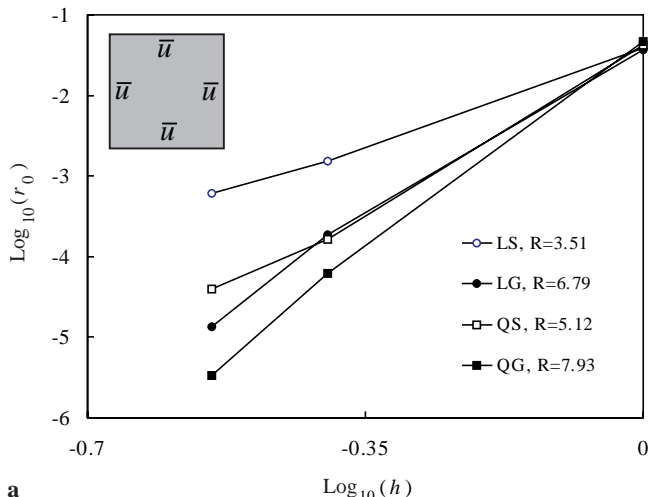 -1
ū
ū ū
ū
-2
-3
Log₁₀(r₀)
LS, R=3.51
-4
LG, R=6.79
QS, R=5.12
-5
QG, R=7.93
-6
-0.7 -0.35 0
a Log₁₀(h)